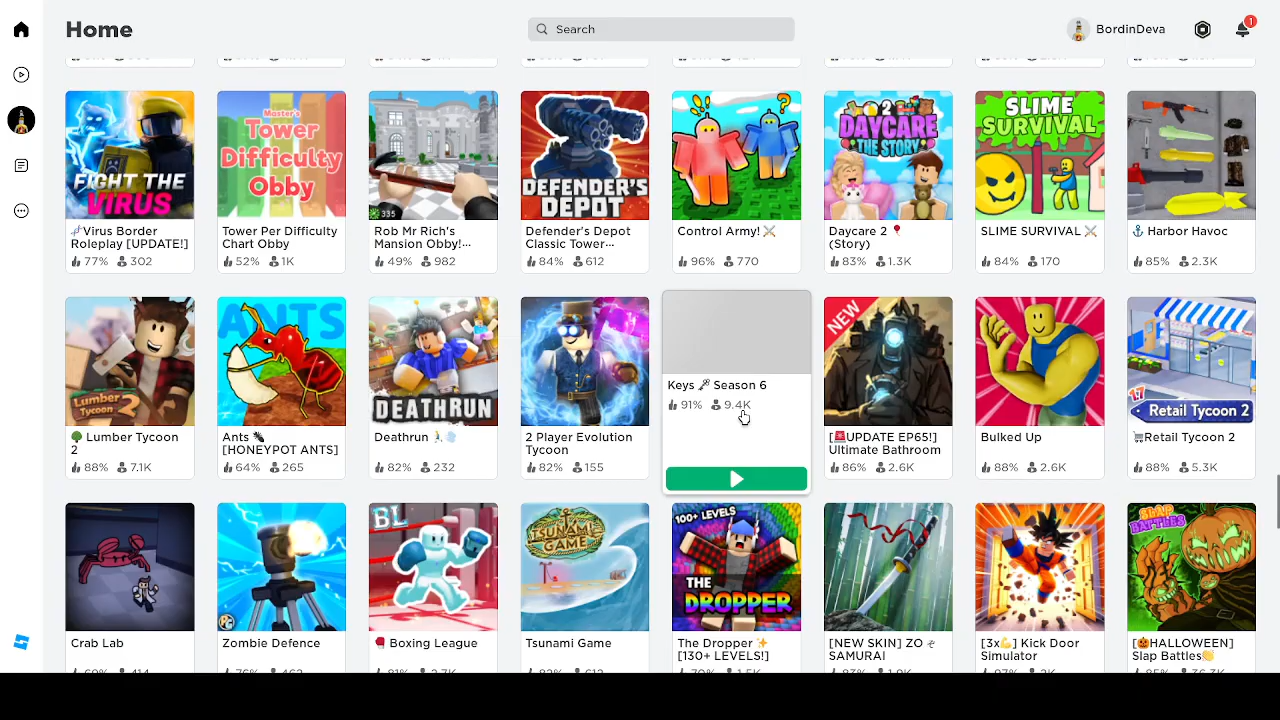 Home
Search
BordinDeva
1
FIGHT THE
VIRUS
Master's
Tower
Difficulty
Obby
335
DEFENDER'S
DEPOT
! ?
2
DAYCARE
THE STORY
SLIME
SURVIVAL
🧬Virus Border
Roleplay [UPDATE!]
Tower Per Difficulty
Chart Obby
Rob Mr Rich's
Mansion Obby!...
Defender's Depot
Classic Tower...
Control Army! ⚔️
Daycare 2 🎈
(Story)
SLIME SURVIVAL ⚔️
⚓ Harbor Havoc
77% 302
52% 1K
49% 982
84% 612
96% 770
83% 1.3K
84% 170
85% 2.3K
Lumber
Tycoon 2
ANTS
DEATHRUN
NEW
1.7
Retail Tycoon 2
Keys 🗝 Season 6
91% 9.4K
🌳 Lumber Tycoon
2
Ants 🐜
[HONEYPOT ANTS]
Deathrun 🏃💨
2 Player Evolution
Tycoon
[🚨UPDATE EP65!]
Ultimate Bathroom
Bulked Up
🛒Retail Tycoon 2
88% 7.1K
64% 265
82% 232
82% 155
86% 2.6K
88% 2.6K
88% 5.3K
BL
TSUNAMI
GAME
100+ LEVELS
THE
DROPPER
SLAP
BATTLES
Crab Lab
Zombie Defence
🥊Boxing League
Tsunami Game
The Dropper ✨
[130+ LEVELS!]
[NEW SKIN] ZO ぞ
SAMURAI
[3x💪] Kick Door
Simulator
[🎃HALLOWEEN]
Slap Battles👏